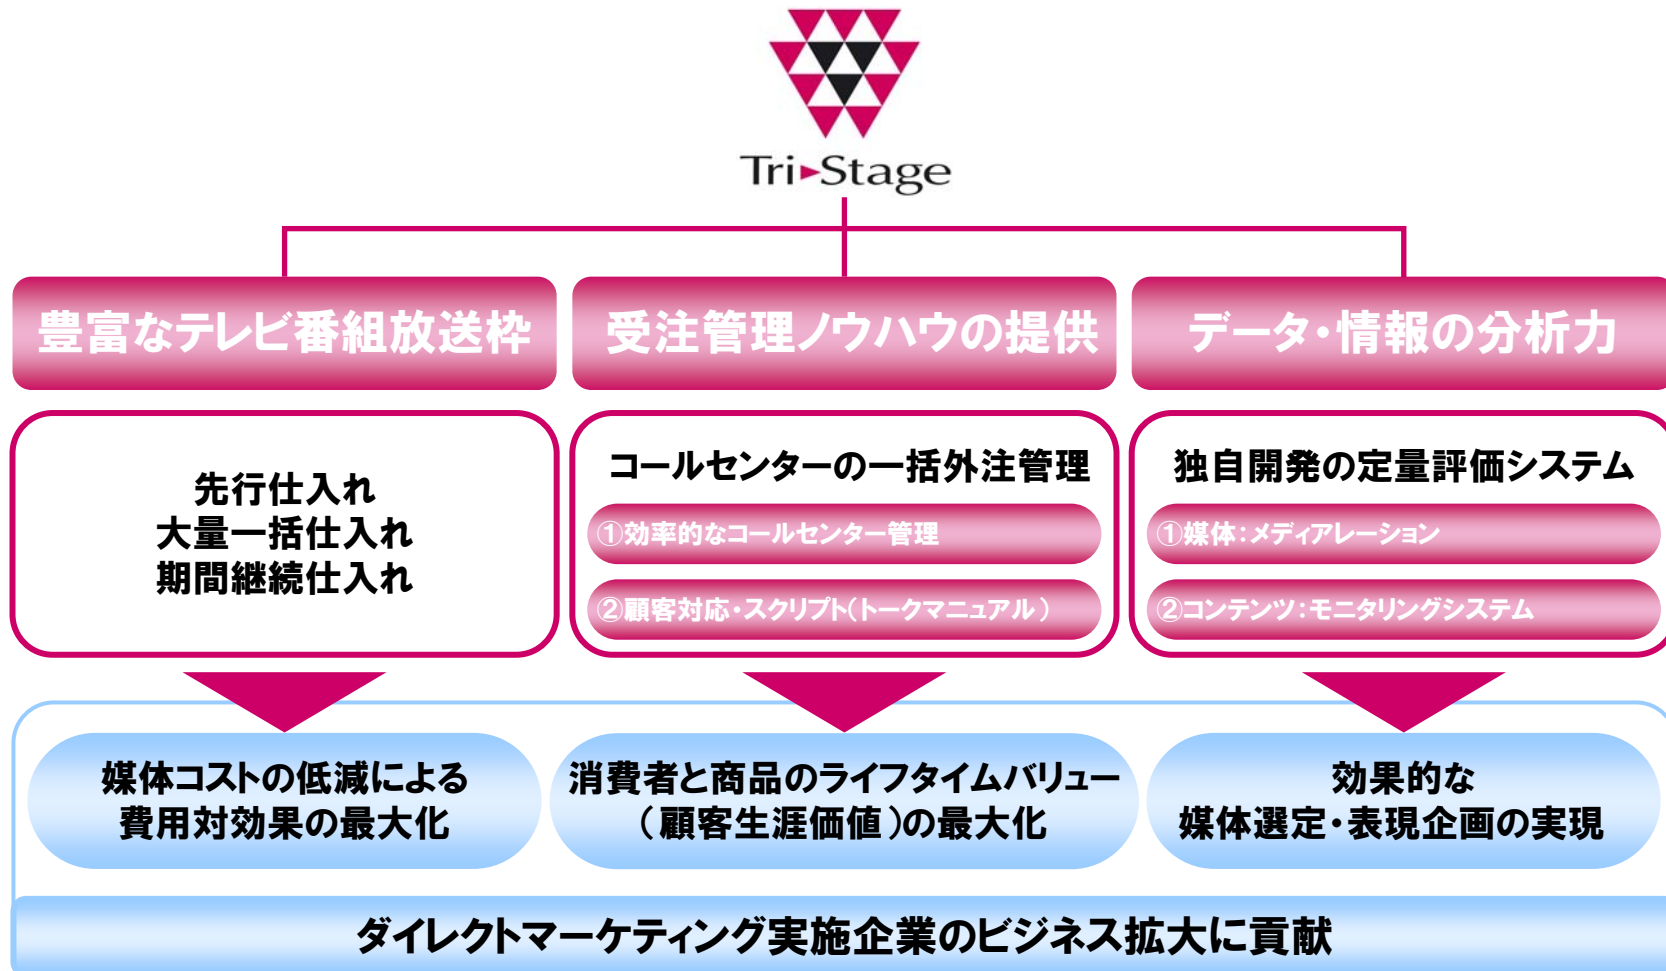 Tri Stage
豊富なテレビ番組放送枠
受注管理ノウハウの提供
データ・情報の分析力
先行仕入れ
大量一括仕入れ
期間継続仕入れ
コールセンターの一括外注管理
①効率的なコールセンター管理
②顧客対応・スクリプト(トークマニュアル)
独自開発の定量評価システム
①媒体:メディアレーション
②コンテンツ:モニタリングシステム
媒体コストの低減による
費用対効果の最大化
消費者と商品のライフタイムバリュー
(顧客生涯価値)の最大化
効果的な
媒体選定・表現企画の実現
ダイレクトマーケティング実施企業のビジネス拡大に貢献